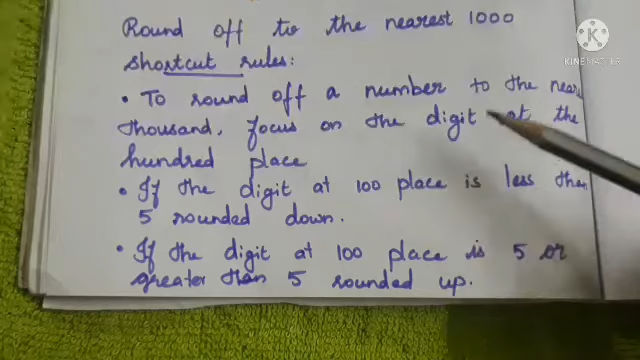 Round off to the nearest 1000
shortcut rules:
• To round off a number to the
thousand, focus on the digit at the
hundred place
• If the digit at 100 place is less than
5 rounded down.
• If the digit at 100 place is 5 or
greater than 5 rounded up.
KINEMASTER